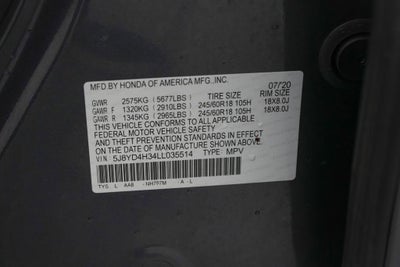 MFD.BY HONDA OF AMERICA MFG.,INC. 07/20
GVWR 2575KG (5677LBS) TIRE SIZE RIM SIZE
GAWR F 1320KG (2910LBS) 245/60R18 105H 18X8.0J
GAWR R 1345KG (2965LBS) 245/60R18 105H 18X8.0J
THIS VEHICLE CONFORMS TO ALL APPLICABLE
FEDERAL MOTOR VEHICLE SAFETY
AND THEFT PREVENTION STANDARDS IN EFFECT
ON THE DATE OF MANUFACTURE SHOWN ABOVE.
VIN 5J8YD4H34LL035514 TYPE MPV
TYS L AAB -NH797M A -L